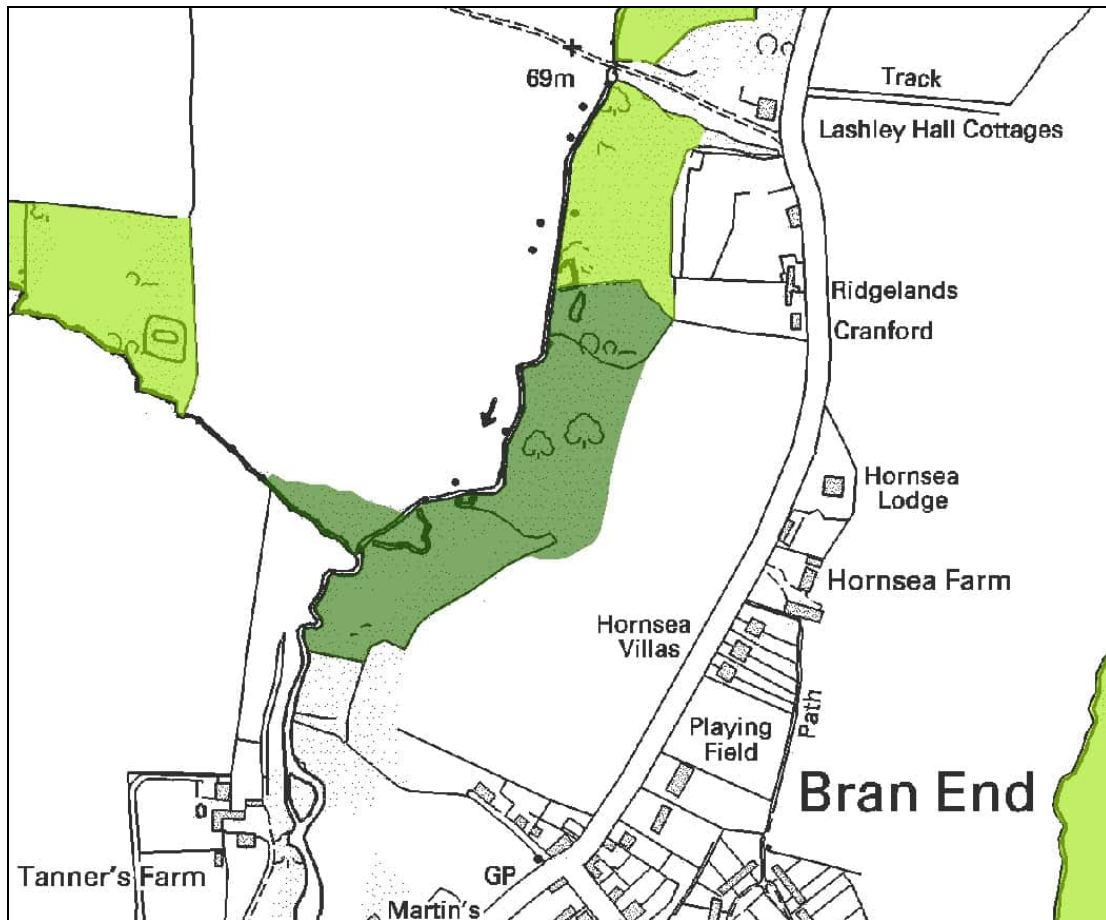 69m
Track
Lashley Hall Cottages
Ridgelands
Cranford
Hornsea
Lodge
Hornsea Farm
Hornsea
Villas
Path
Playing
Field
Bran End
Tanner's Farm
GP
Martin's